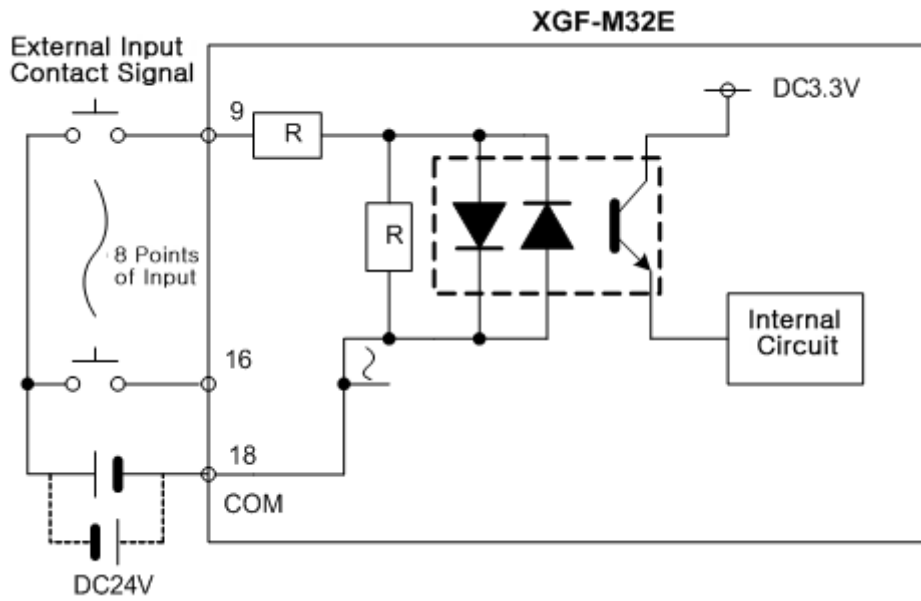 XGF-M32E
External Input
Contact Signal
DC3.3V
9
R
R
8 Points
of Input
Internal
Circuit
16
18
COM
DC24V